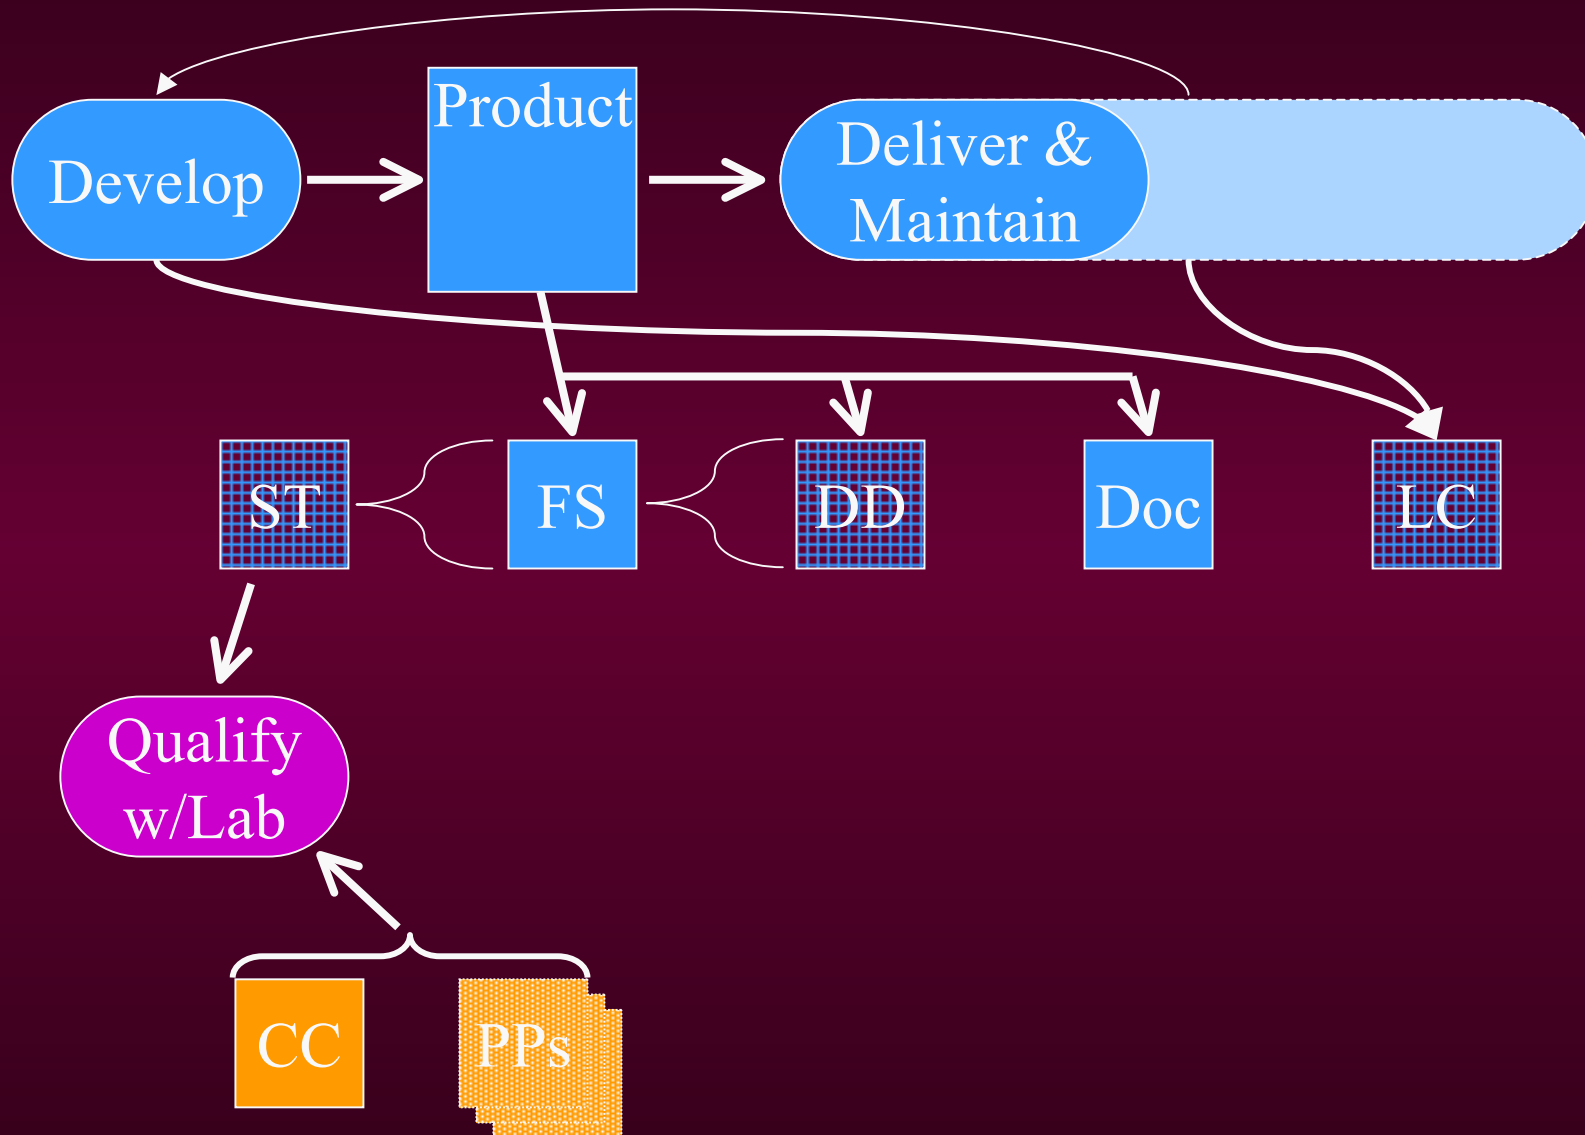 Product
Develop
Deliver &
Maintain
ST
FS
DD
Doc
LC
Qualify
w/Lab
CC
PPs